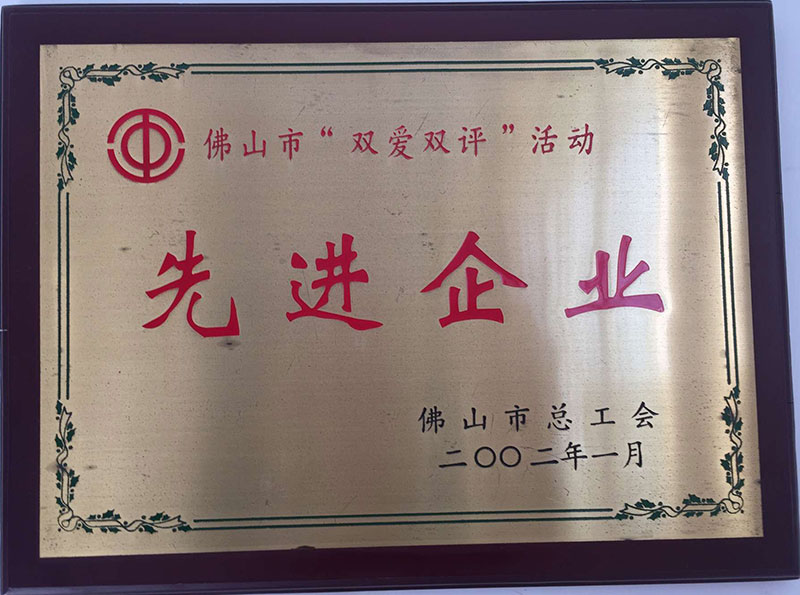 佛山市“双爱双评”活动
先进企业
佛山市总工会
二〇〇二年一月